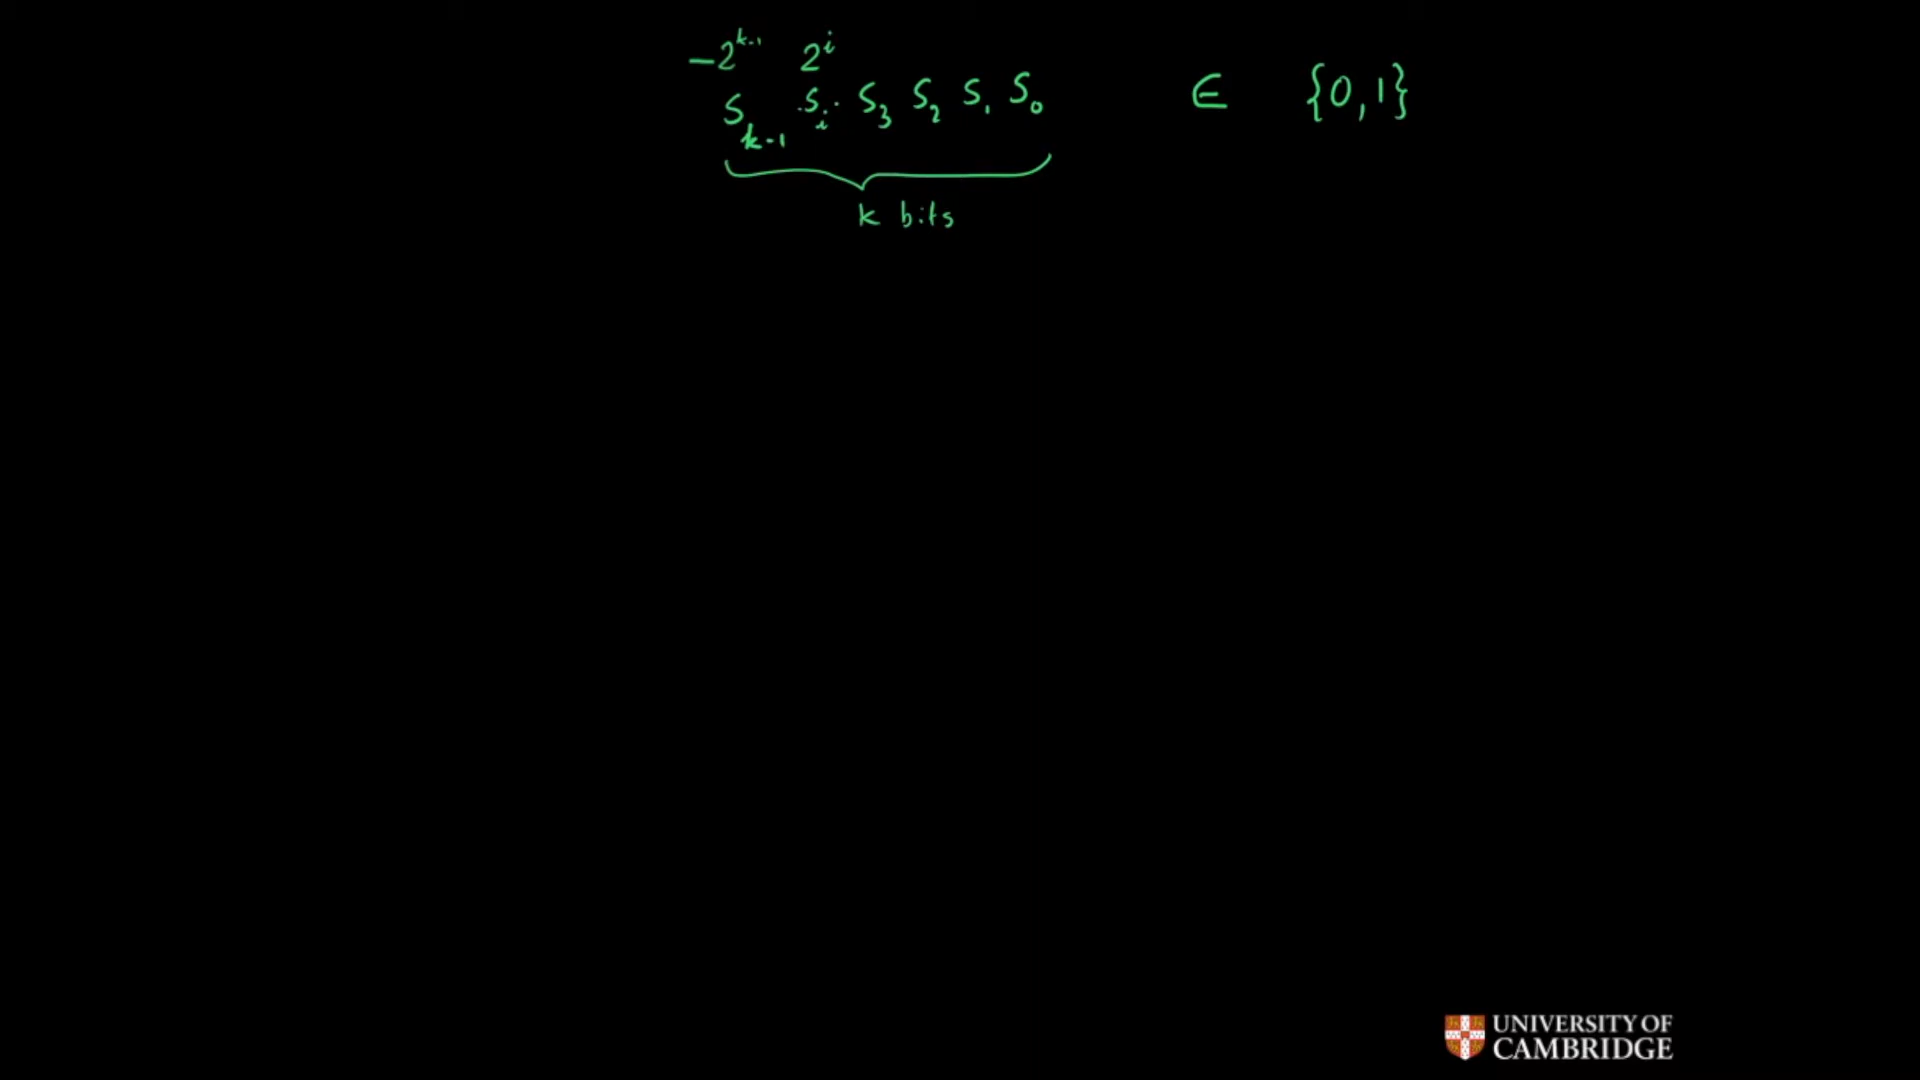 -2^{k-1} 2^i
S_{k-1} .S_i. S_3 S_2 S_1 S_0 ∈ {0,1}
k bits
UNIVERSITY OF
CAMBRIDGE